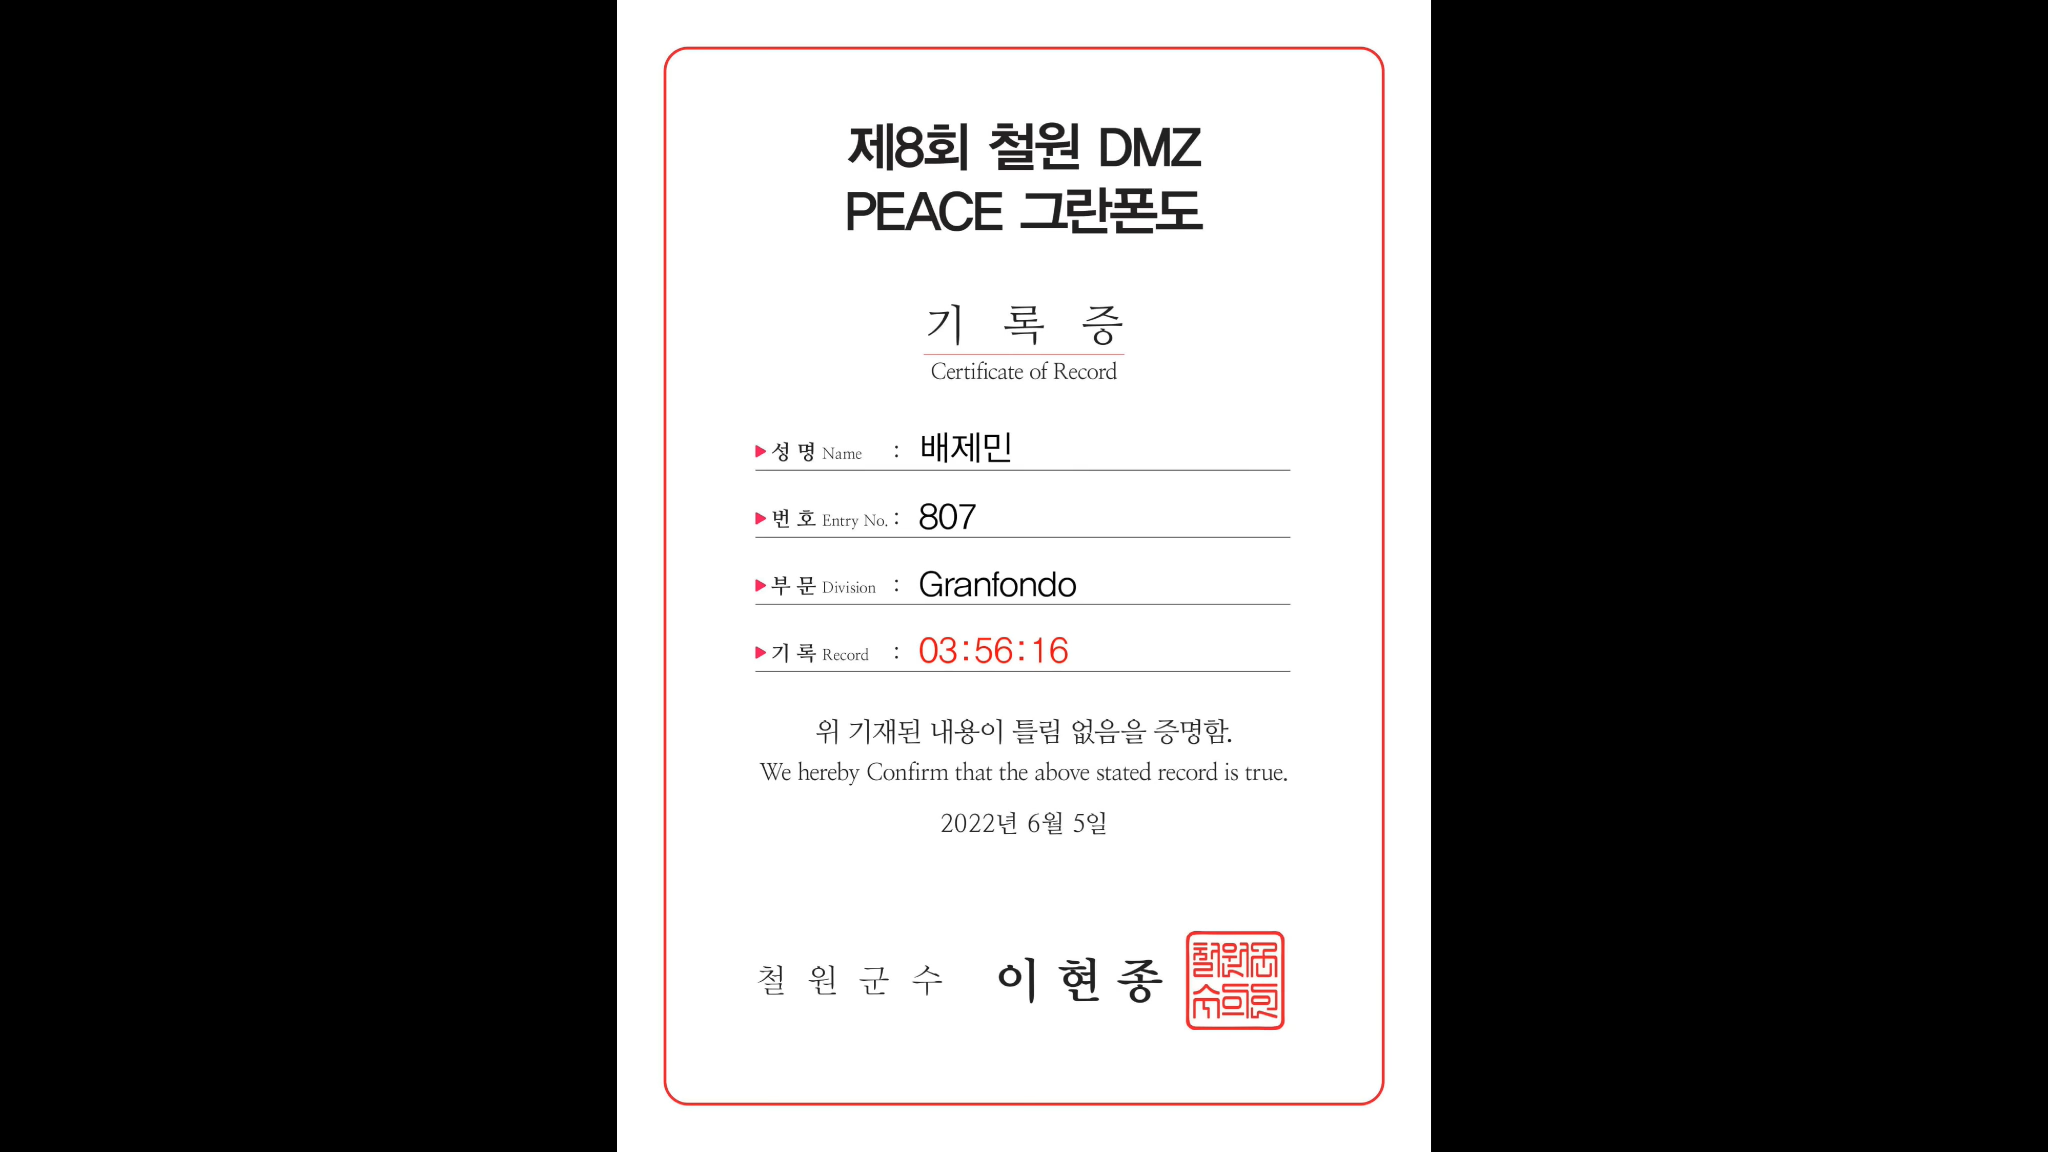 제8회 철원 DMZ
PEACE 그란폰도
기 록 증
Certificate of Record
▶성 명 Name : 배제민
▶번 호 Entry No. : 807
▶부 문 Division : Granfondo
▶기 록 Record : 03:56:16
위 기재된 내용이 틀림 없음을 증명함.
We hereby Confirm that the above stated record is true.
2022년 6월 5일
철 원 군 수 이 현 종